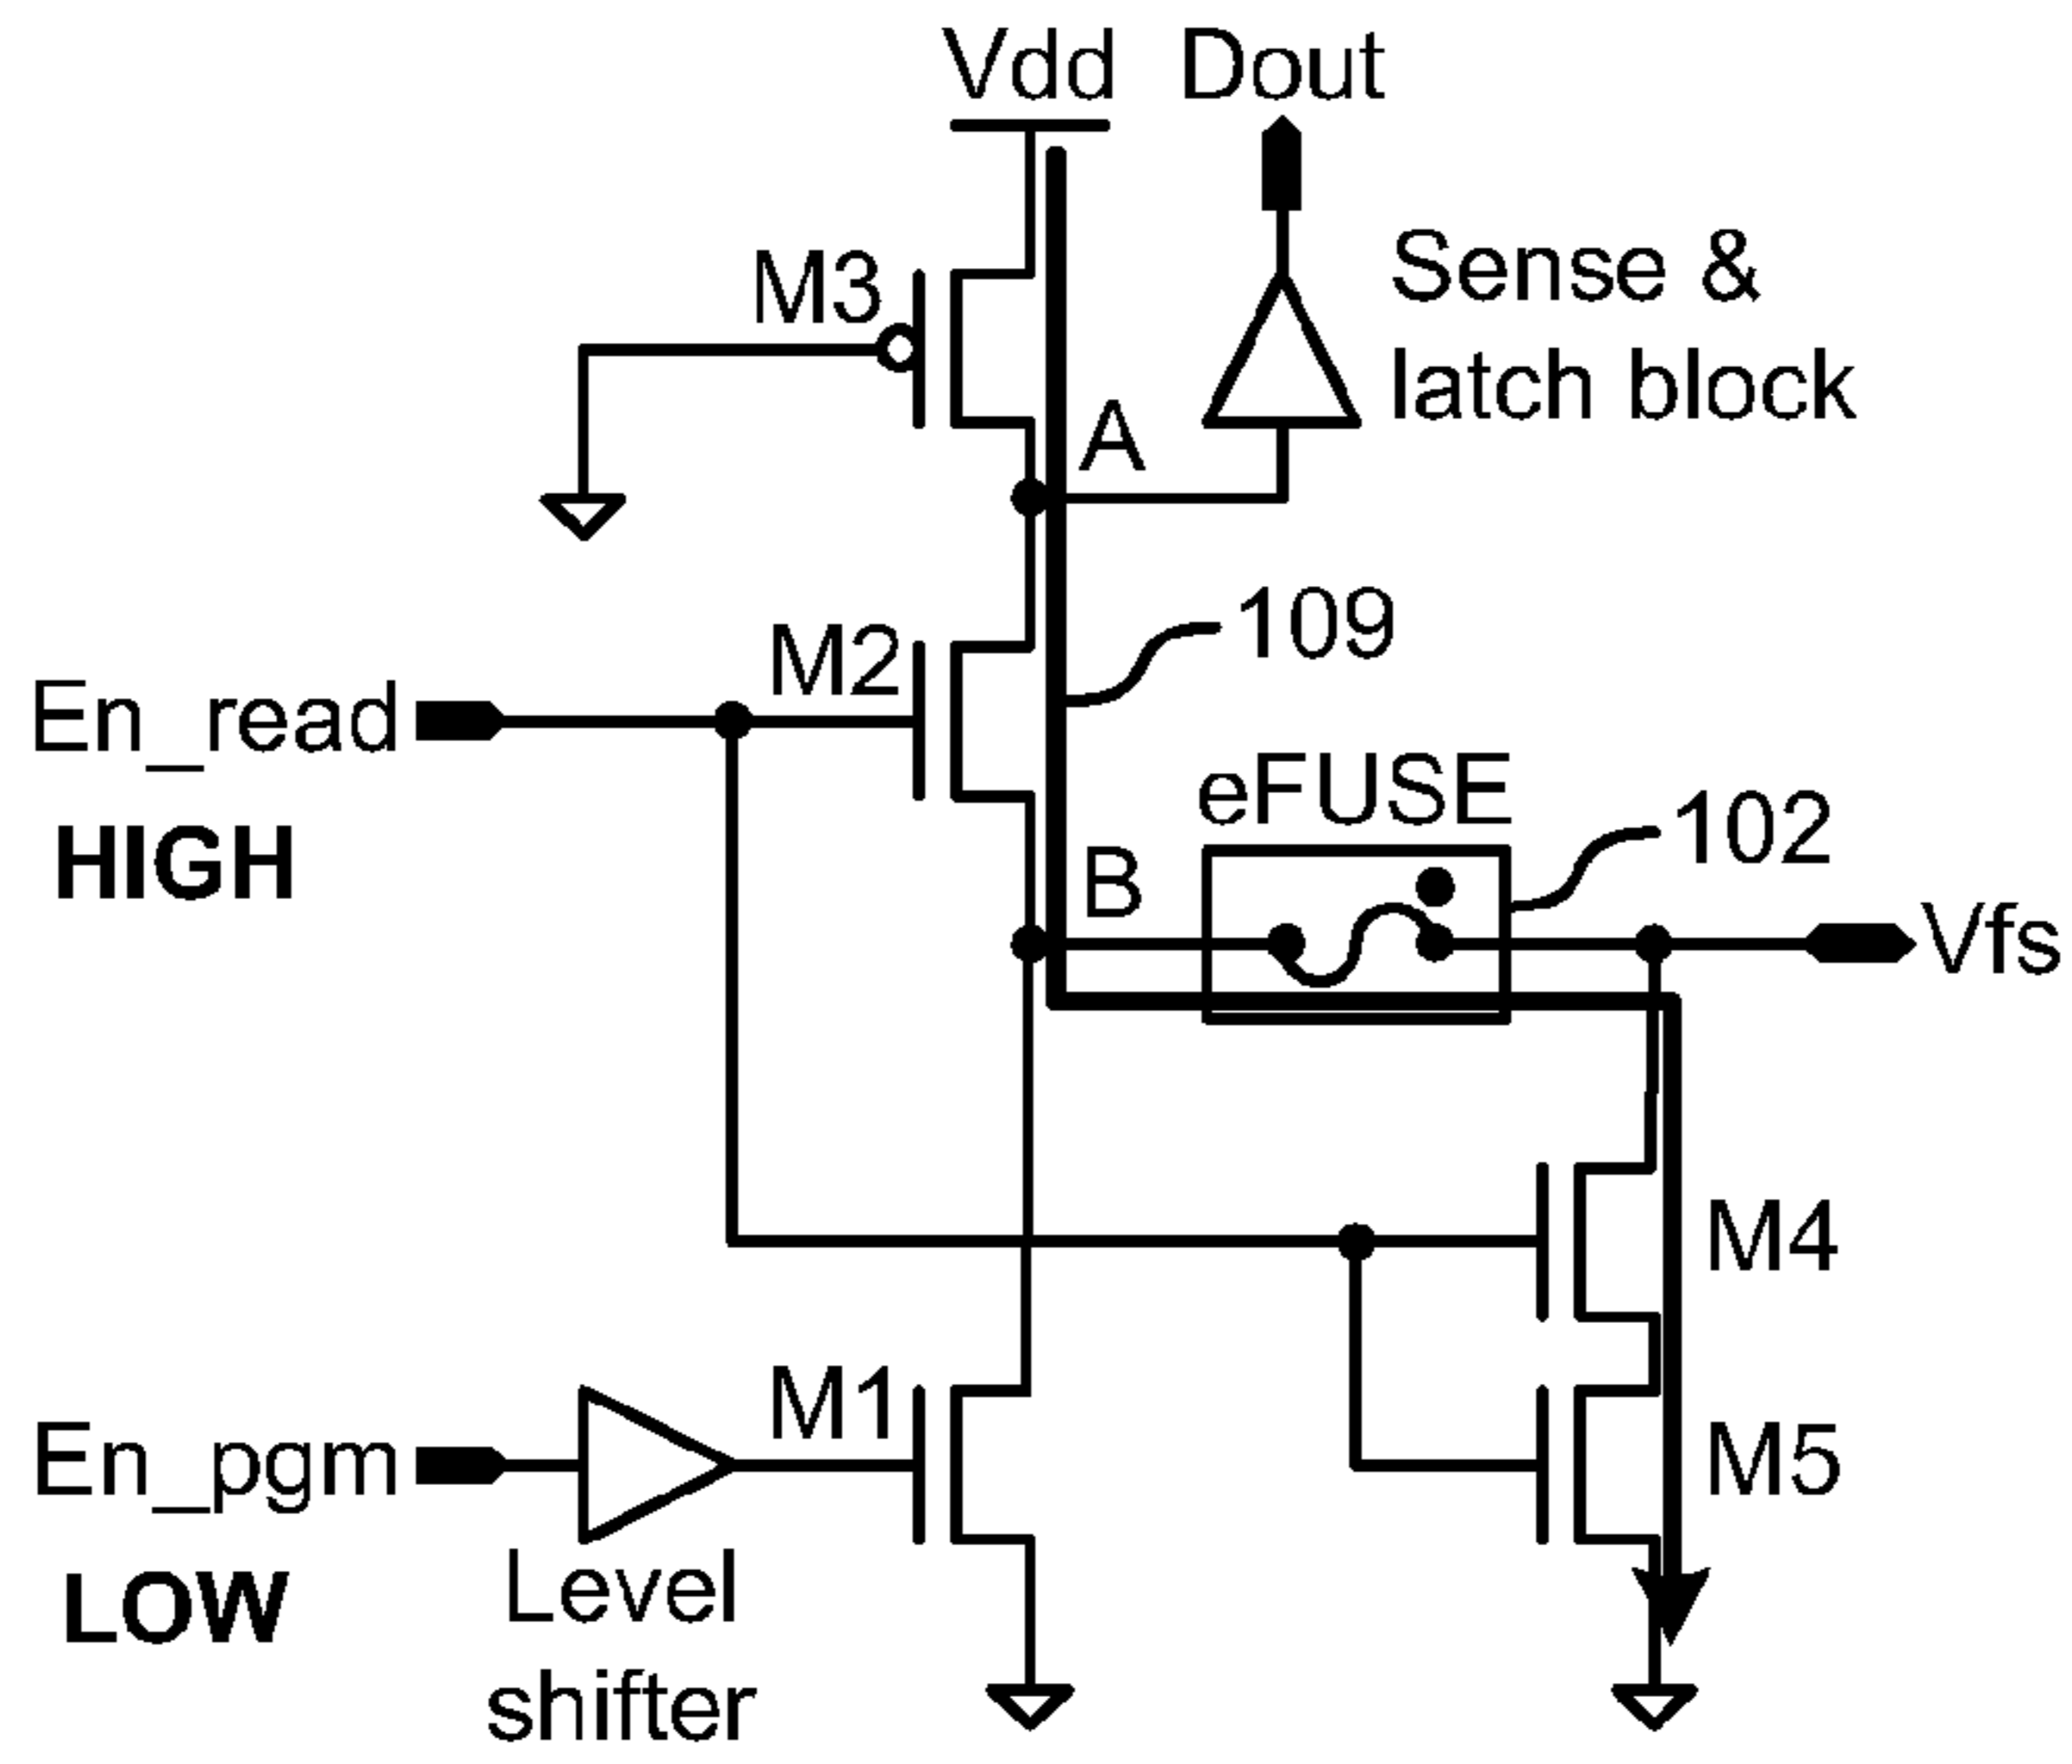 Vdd
Dout
M3
Sense &
latch block
A
109
M2
En_read
HIGH
eFUSE
102
B
Vfs
M4
M1
En_pgm
LOW
M5
Level
shifter